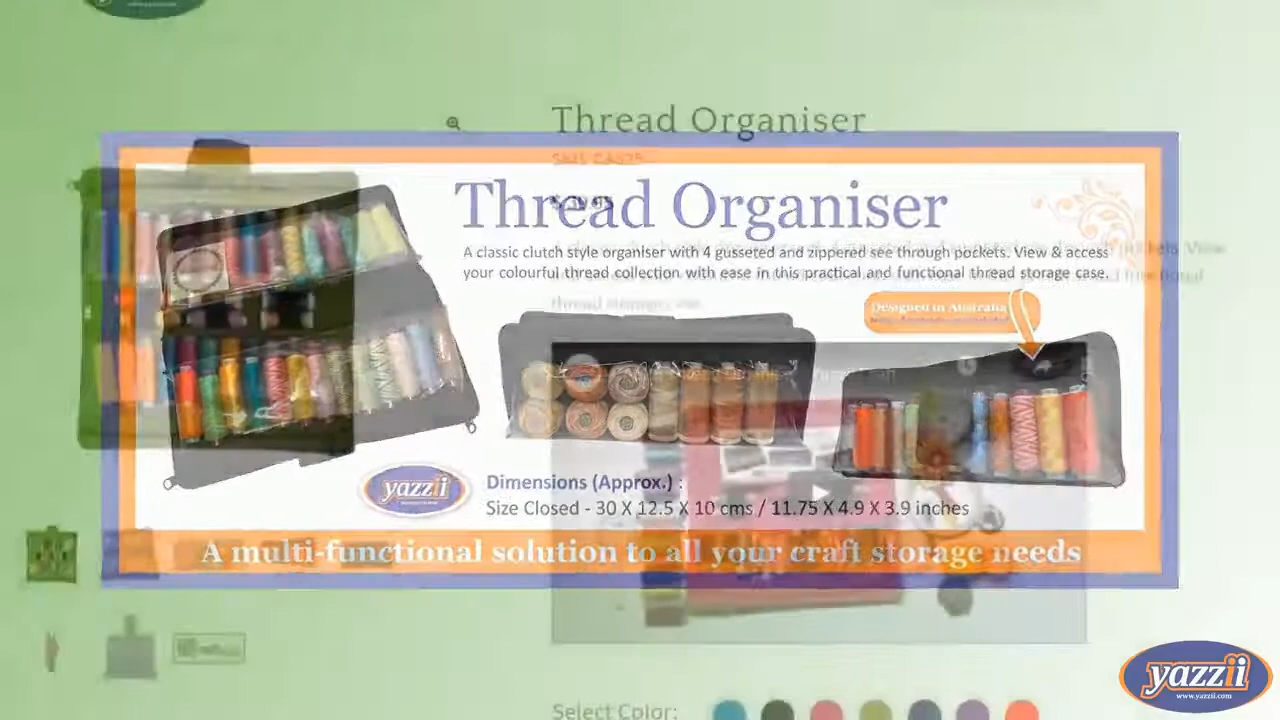 Thread Organiser
Thread Organiser
A classic clutch style organiser with 4 gusseted and zippered see through pockets. View & access
your colourful thread collection with ease in this practical and functional thread storage case.
Designed in Australia
yazzii
Dimensions (Approx.) :
Size Closed - 30 X 12.5 X 10 cms / 11.75 X 4.9 X 3.9 inches
A multi-functional solution to all your craft storage needs
yazzii
www.yazzii.com
Select Color: